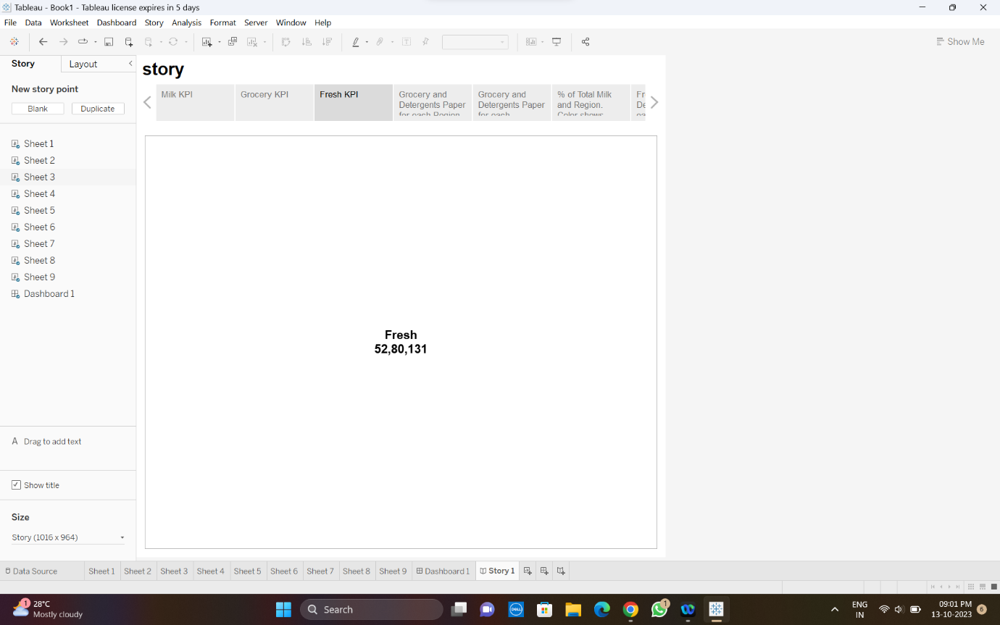 Tableau - Book1 - Tableau license expires in 5 days
File Data Worksheet Dashboard Story Analysis Format Server Window Help
Show Me
Story Layout
New story point
Blank Duplicate
Sheet 1
Sheet 2
Sheet 3
Sheet 4
Sheet 5
Sheet 6
Sheet 7
Sheet 8
Sheet 9
Dashboard 1
A Drag to add text
Show title
Size
Story (1016 x 964)
story
Milk KPI
Grocery KPI
Fresh KPI
Grocery and
Detergents Paper
for each Region
Grocery and
Detergents Paper
for each
% of Total Milk
and Region.
Color shows
Fr
De
Fresh
52,80,131
Data Source Sheet 1 Sheet 2 Sheet 3 Sheet 4 Sheet 5 Sheet 6 Sheet 7 Sheet 8 Sheet 9 Dashboard 1 Story 1
1
28°C
Mostly cloudy
Search
DELL
1
ENG
IN
09:01 PM
13-10-2023
6